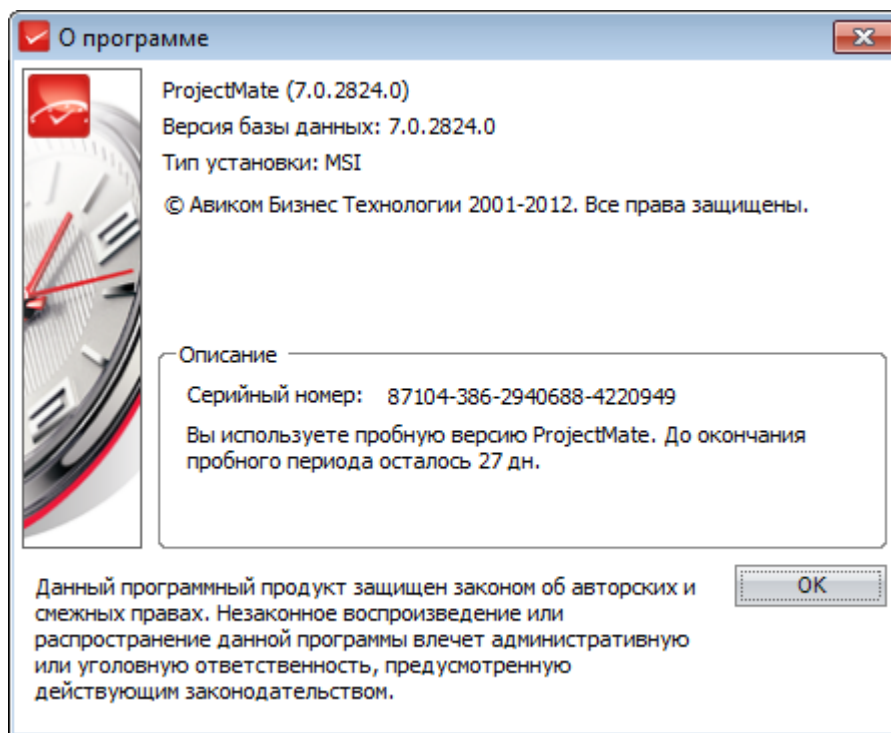 О программе
ProjectMate (7.0.2824.0)
Версия базы данных: 7.0.2824.0
Тип установки: MSI
© Авиком Бизнес Технологии 2001-2012. Все права защищены.
Описание
Серийный номер: 87104-386-2940688-4220949
Вы используете пробную версию ProjectMate. До окончания
пробного периода осталось 27 дн.
OK
Данный программный продукт защищен законом об авторских и
смежных правах. Незаконное воспроизведение или
распространение данной программы влечет административную
или уголовную ответственность, предусмотренную
действующим законодательством.